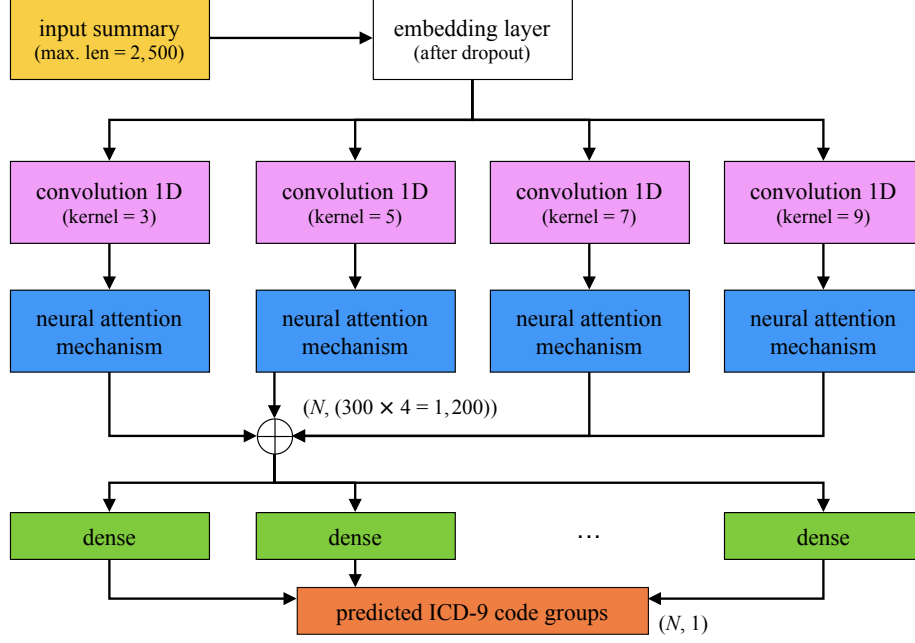 input summary
(max. len = 2, 500)
embedding layer
(after dropout)
convolution 1D
(kernel = 3)
convolution 1D
(kernel = 5)
convolution 1D
(kernel = 7)
convolution 1D
(kernel = 9)
neural attention
mechanism
neural attention
mechanism
neural attention
mechanism
neural attention
mechanism
(N, (300 × 4 = 1, 200))
dense
dense
...
dense
predicted ICD-9 code groups
(N, 1)